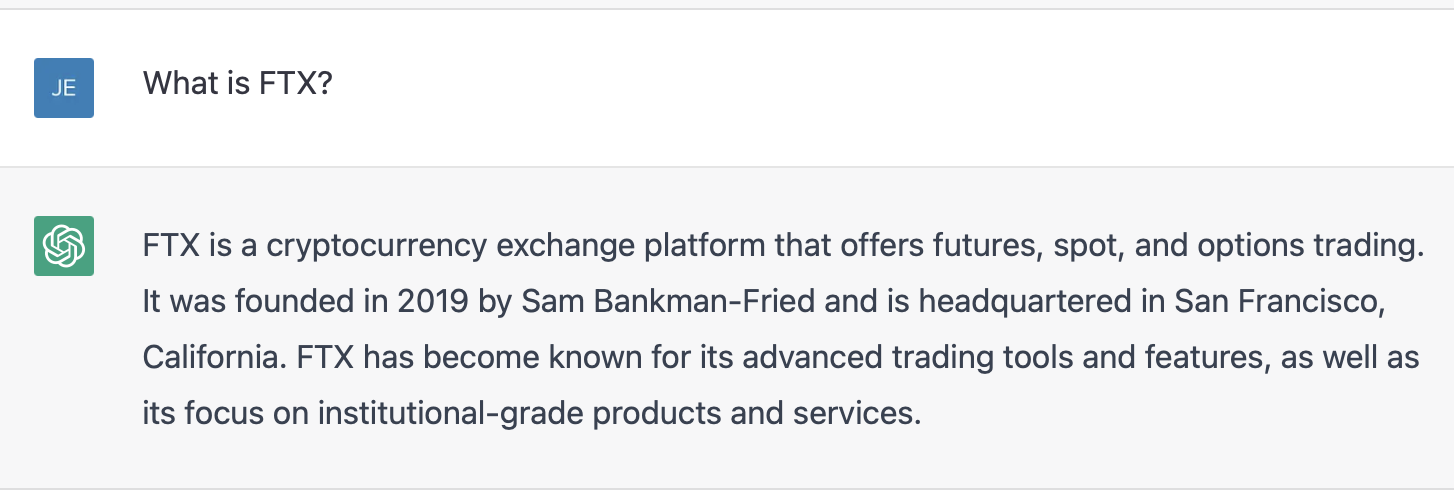 JE
What is FTX?
FTX is a cryptocurrency exchange platform that offers futures, spot, and options trading.
It was founded in 2019 by Sam Bankman-Fried and is headquartered in San Francisco,
California. FTX has become known for its advanced trading tools and features, as well as
its focus on institutional-grade products and services.